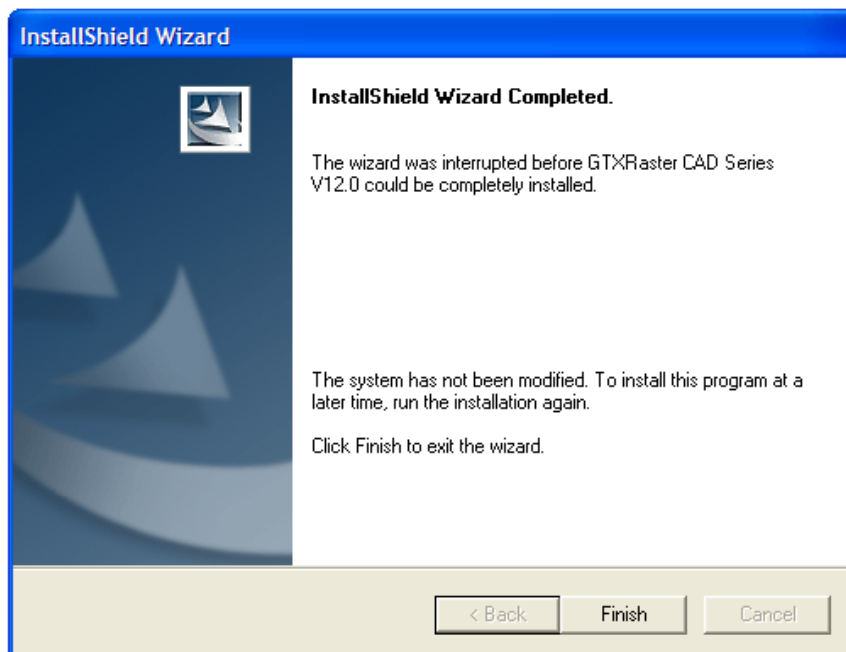 InstallShield Wizard
InstallShield Wizard Completed.
The wizard was interrupted before GTXRaster CAD Series
V12.0 could be completely installed.
The system has not been modified. To install this program at a
later time, run the installation again.
Click Finish to exit the wizard.
< Back Finish Cancel